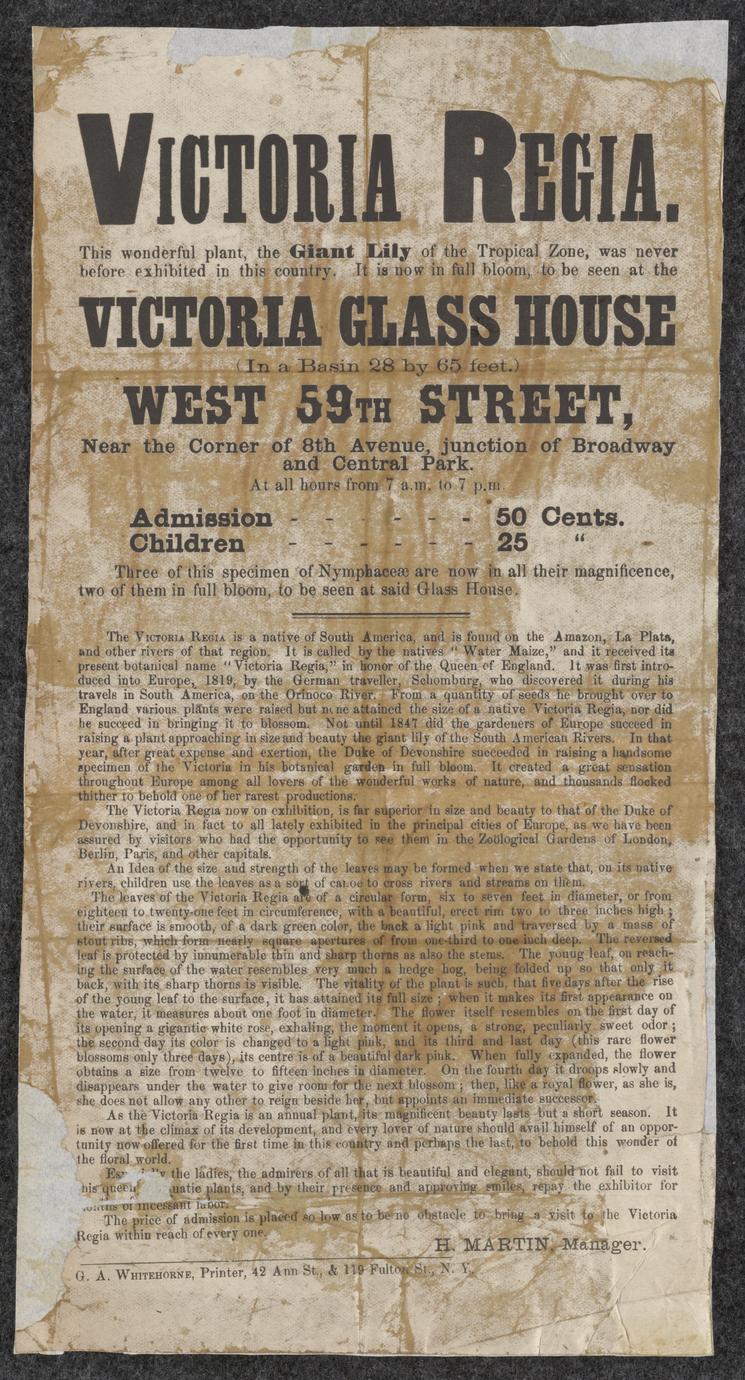 VICTORIA REGIA.
This wonderful plant, the Giant Lily of the Tropical Zone, was never
before exhibited in this country. It is now in full bloom, to be seen at the
VICTORIA GLASS HOUSE
(In a Basin 28 by 65 feet.)
WEST 59TH STREET,
Near the Corner of 8th Avenue, junction of Broadway
and Central Park.
At all hours from 7 a.m. to 7 p.m.
Admission - - - - - - 50 Cents.
Children - - - - - - 25 “
Three of this specimen of Nymphaceæ are now in all their magnificence,
two of them in full bloom, to be seen at said Glass House.
The VICTORIA REGIA is a native of South America, and is found on the Amazon, La Plata,
and other rivers of that region. It is called by the natives “Water Maize,” and it received its
present botanical name “Victoria Regia,” in honor of the Queen of England. It was first intro-
duced into Europe, 1819, by the German traveller, Schomburg, who discovered it during his
travels in South America, on the Orinoco River. From a quantity of seeds he brought over to
England various plants were raised but none attained the size of a native Victoria Regia, nor did
he succeed in bringing it to blossom. Not until 1847 did the gardeners of Europe succeed in
raising a plant approaching in size and beauty the giant lily of the South American Rivers. In that
year, after great expense and exertion, the Duke of Devonshire succeeded in raising a handsome
specimen of the Victoria in his botanical garden in full bloom. It created a great sensation
throughout Europe among all lovers of the wonderful works of nature, and thousands flocked
thither to behold one of her rarest productions.
The Victoria Regia now on exhibition, is far superior in size and beauty to that of the Duke of
Devonshire, and in fact to all lately exhibited in the principal cities of Europe, as we have been
assured by visitors who had the opportunity to see them in the Zoölogical Gardens of London,
Berlin, Paris, and other capitals.
An Idea of the size and strength of the leaves may be formed when we state that, on its native
rivers, children use the leaves as a sort of canoe to cross rivers and streams on them.
The leaves of the Victoria Regia are of a circular form, six to seven feet in diameter, or from
eighteen to twenty-one feet in circumference, with a beautiful, erect rim two to three inches high;
their surface is smooth, of a dark green color, the back a light pink and traversed by a mass of
stout ribs, which form nearly square apertures of from one-third to one inch deep. The reversed
leaf is protected by innumerable thin and sharp thorns as also the stems. The young leaf, on reach-
ing the surface of the water resembles very much a hedge hog, being folded up so that only it
back, with its sharp thorns is visible. The vitality of the plant is such, that five days after the rise
of the young leaf to the surface, it has attained its full size; when it makes its first appearance on
the water, it measures about one foot in diameter. The flower itself resembles on the first day of
its opening a gigantic white rose, exhaling, the moment it opens, a strong, peculiarly sweet odor;
the second day its color is changed to a light pink, and its third and last day (this rare flower
blossoms only three days), its centre is of a beautiful dark pink. When fully expanded, the flower
obtains a size from twelve to fifteen inches in diameter. On the fourth day it droops slowly and
disappears under the water to give room for the next blossom; then, like a royal flower, as she is,
she does not allow any other to reign beside her, but appoints an immediate successor.
As the Victoria Regia is an annual plant, its magnificent beauty lasts but a short season. It
is now at the climax of its development, and every lover of nature should avail himself of an oppor-
tunity now offered for the first time in this country and perhaps the last, to behold this wonder of
the floral world.
the ladies, the admirers of all that is beautiful and elegant, should not fail to visit
plants, and by their presence and approving smiles, repay the exhibitor for
of incessant labor.
The price of admission is placed so low as to be no obstacle to bring a visit to the Victoria
Regia within reach of every one.
H. MARTIN, Manager.
G. A. WHITEHORNE, Printer, 42 Ann St., & 119 Fulton St., N. Y.